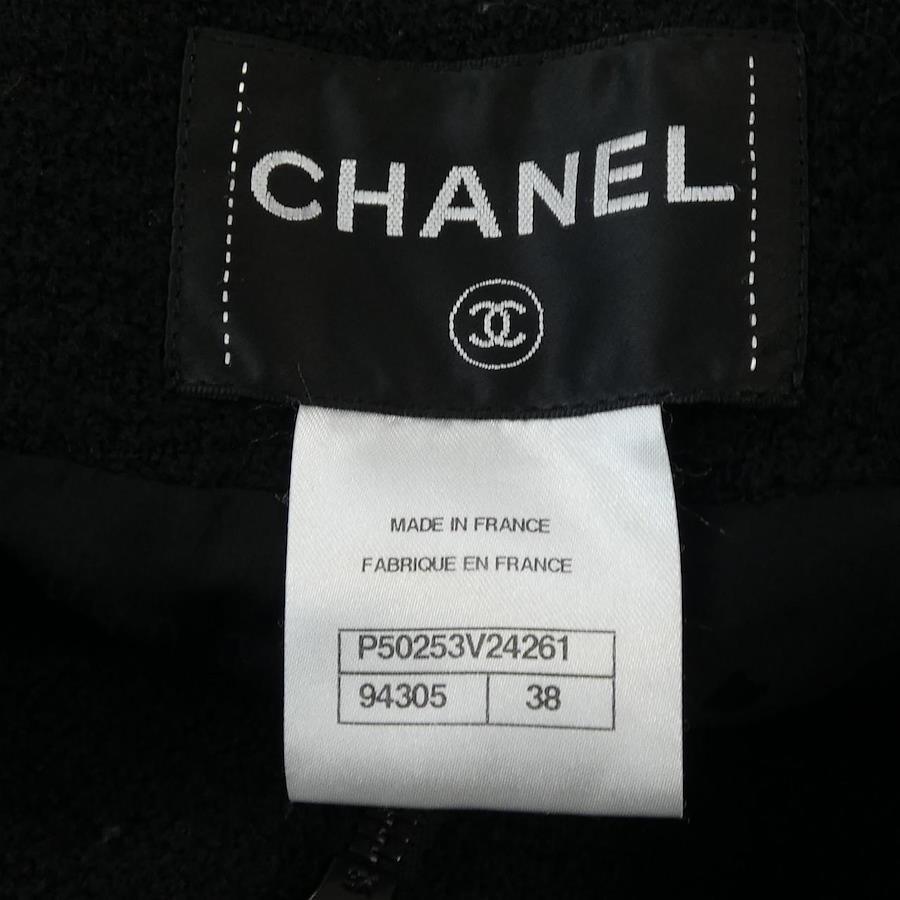 CHANEL
MADE IN FRANCE
FABRIQUE EN FRANCE
P50253V24261
94305 38